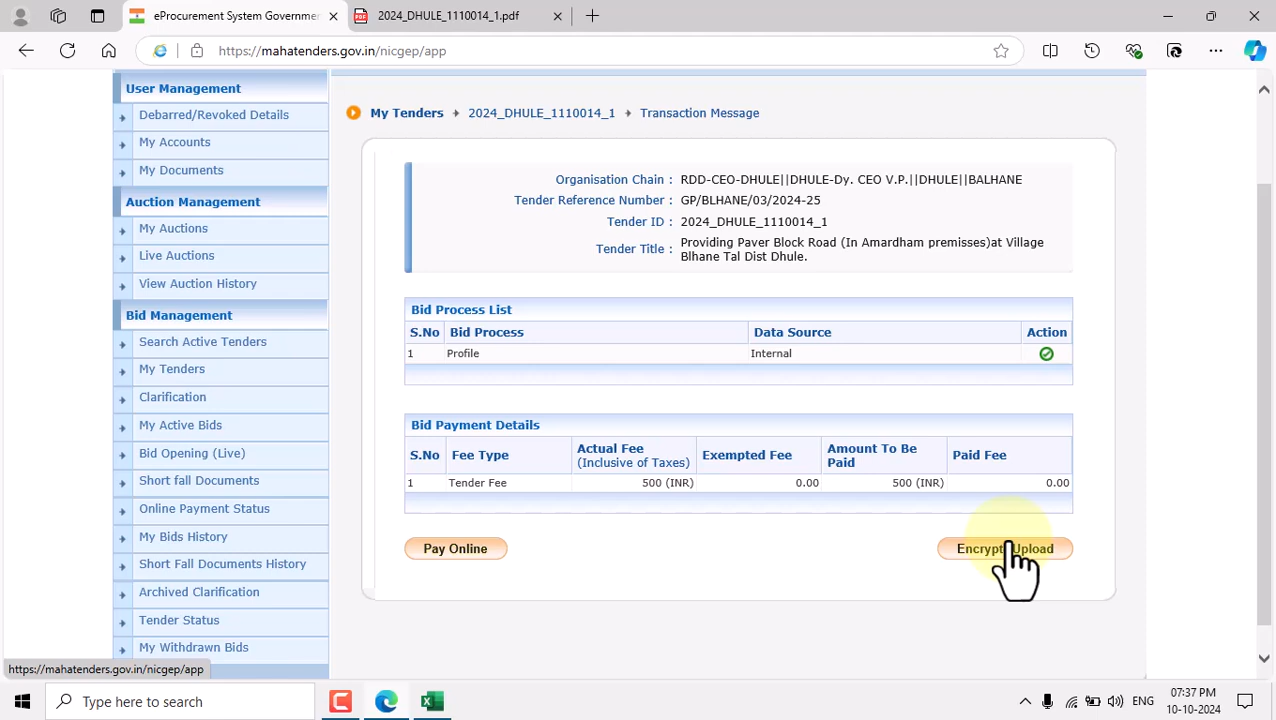 eProcurement System Governmen
2024_DHULE_1110014_1.pdf
https://mahatenders.gov.in/nicgep/app
User Management
Debarred/Revoked Details
My Accounts
My Documents
Auction Management
My Auctions
Live Auctions
View Auction History
Bid Management
Search Active Tenders
My Tenders
Clarification
My Active Bids
Bid Opening (Live)
Short fall Documents
Online Payment Status
My Bids History
Short Fall Documents History
Archived Clarification
Tender Status
My Withdrawn Bids
My Tenders 2024_DHULE_1110014_1 Transaction Message
Organisation Chain : RDD-CEO-DHULE||DHULE-Dy. CEO V.P.||DHULE||BALHANE
Tender Reference Number : GP/BLHANE/03/2024-25
Tender ID : 2024_DHULE_1110014_1
Tender Title : Providing Paver Block Road (In Amardham premisses)at Village
Blhane Tal Dist Dhule.
Bid Process List
S.No Bid Process Data Source Action
1 Profile Internal
Bid Payment Details
S.No Fee Type Actual Fee (Inclusive of Taxes) Exempted Fee Amount To Be Paid Paid Fee
1 Tender Fee 500 (INR) 0.00 500 (INR) 0.00
Pay Online
Encrypt Upload
https://mahatenders.gov.in/nicgep/app
Type here to search
ENG
07:37 PM
10-10-2024